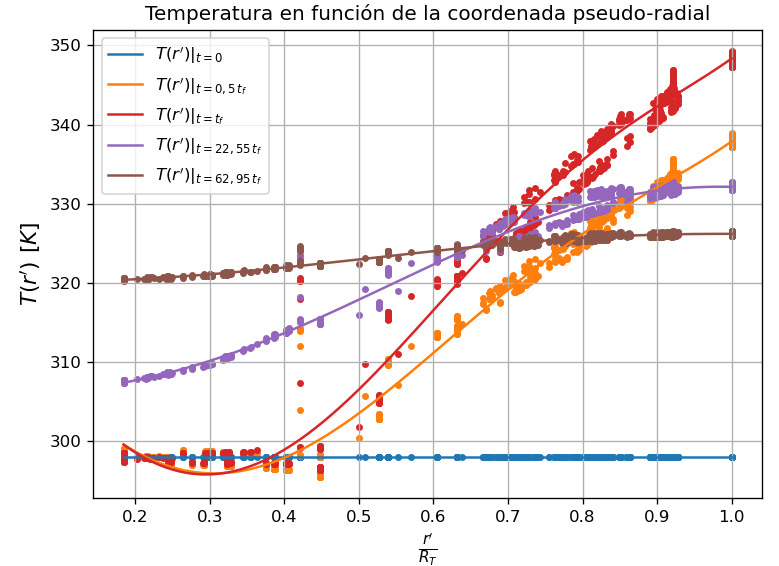 Temperatura en función de la coordenada pseudo-radial
T(r') [K]
350
340
330
320
310
300
T(r')|t=0
T(r')|t=0,5 tf
T(r')|t=tf
T(r')|t=22,55 tf
T(r')|t=62,95 tf
0.2 0.3 0.4 0.5 0.6 0.7 0.8 0.9 1.0
r'
RT